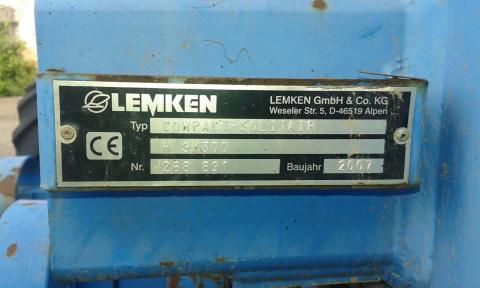 LEMKEN
LEMKEN GmbH & Co. KG
Weseler Str. 5, D-46519 Alpen
Typ COMPACT-SOLITAIR
CE H 9/300
Nr. 268 891 Baujahr 2007